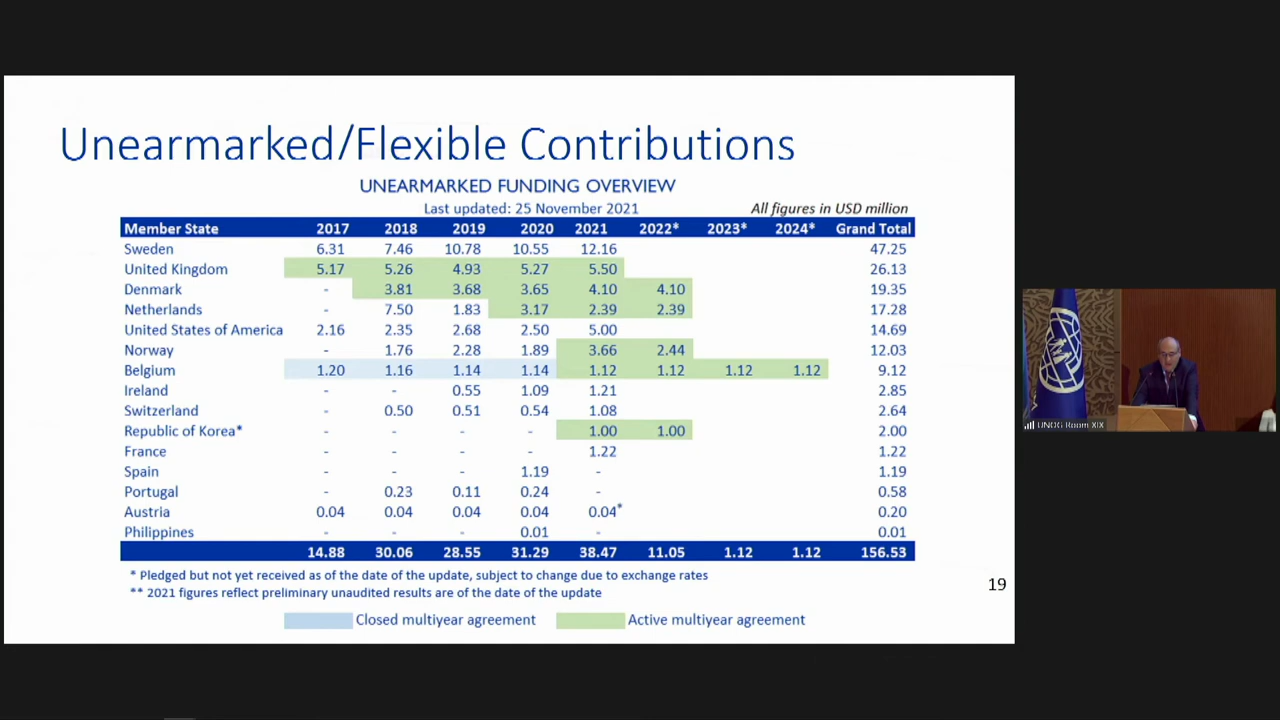 Unearmarked/Flexible Contributions
UNEARMARKED FUNDING OVERVIEW
Last updated: 25 November 2021 All figures in USD million
Member State 2017 2018 2019 2020 2021 2022* 2023* 2024* Grand Total
Sweden 6.31 7.46 10.78 10.55 12.16 47.25
United Kingdom 5.17 5.26 4.93 5.27 5.50 26.13
Denmark - 3.81 3.68 3.65 4.10 4.10 19.35
Netherlands - 7.50 1.83 3.17 2.39 2.39 17.28
United States of America 2.16 2.35 2.68 2.50 5.00 14.69
Norway - 1.76 2.28 1.89 3.66 2.44 12.03
Belgium 1.20 1.16 1.14 1.14 1.12 1.12 1.12 1.12 9.12
Ireland - - 0.55 1.09 1.21 2.85
Switzerland - 0.50 0.51 0.54 1.08 2.64
Republic of Korea* - - - - 1.00 1.00 2.00
France - - - - 1.22 1.22
Spain - - - 1.19 - 1.19
Portugal - 0.23 0.11 0.24 - 0.58
Austria 0.04 0.04 0.04 0.04 0.04* 0.20
Philippines - - - 0.01 - 0.01
14.88 30.06 28.55 31.29 38.47 11.05 1.12 1.12 156.53
* Pledged but not yet received as of the date of the update, subject to change due to exchange rates
** 2021 figures reflect preliminary unaudited results are of the date of the update
19
Closed multiyear agreement Active multiyear agreement
UNOG Room XIX